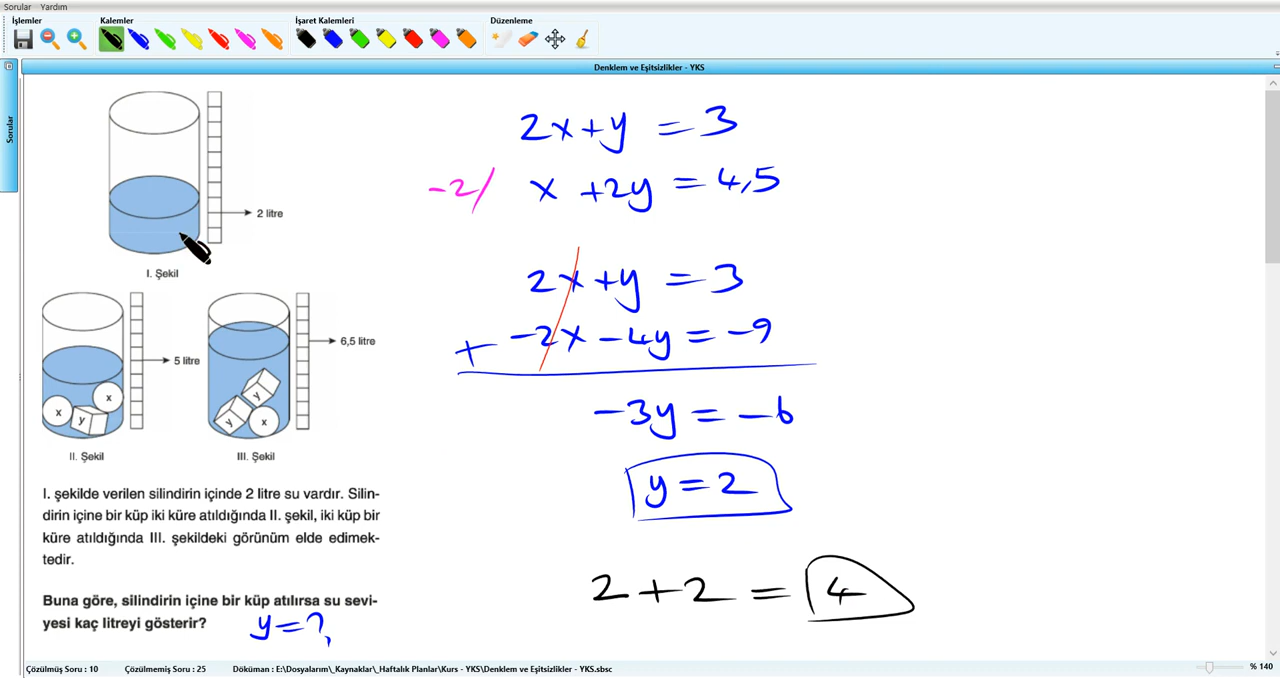 Sorular Yardım
İşlemler Kalemler İşaret Kalemleri Düzenleme
Denklem ve Eşitsizlikler - YKS
Sorular
2 litre
I. Şekil
5 litre
6,5 litre
x x y
y y x
II. Şekil
III. Şekil
I. şekilde verilen silindirin içinde 2 litre su vardır. Silin-
dirin içine bir küp iki küre atıldığında II. şekil, iki küp bir
küre atıldığında III. şekildeki görünüm elde edimek-
tedir.
Buna göre, silindirin içine bir küp atılırsa su sevi-
yesi kaç litreyi gösterir?
y = ?
2x + y = 3
-2/ x + 2y = 4,5
2x + y = 3
+ -2x - 4y = -9
-3y = -6
y = 2
2 + 2 = 4
Çözülmüş Soru : 10 Çözülmemiş Soru : 25 Döküman : E:\Dosyalarım\_Kaynaklar\_Haftalık Planlar\Kurs - YKS\Denklem ve Eşitsizlikler - YKS.sbsc % 140